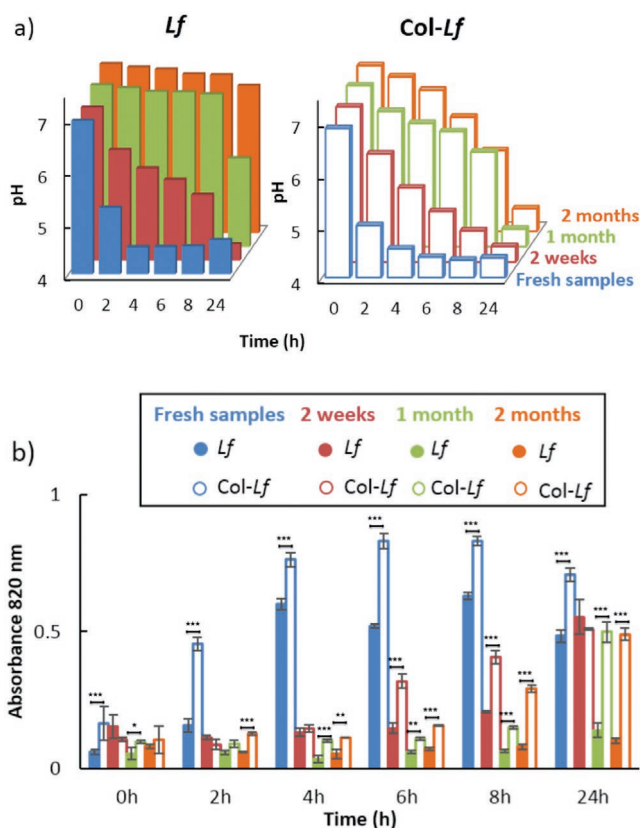 a)
Lf
Col-Lf
pH
7
6
5
4
0 2 4 6 8 24
pH
7
6
5
4
0 2 4 6 8 24
2 months
1 month
2 weeks
Fresh samples
Time (h)
b)
Fresh samples 2 weeks 1 month 2 months
Lf Lf Lf Lf
Col-Lf Col-Lf Col-Lf Col-Lf
Absorbance 820 nm
1
0.5
0
*** *
*** ***
*** *** **
*** *** ** ***
*** *** *** ***
*** *** ***
0h 2h 4h 6h 8h 24h
Time (h)